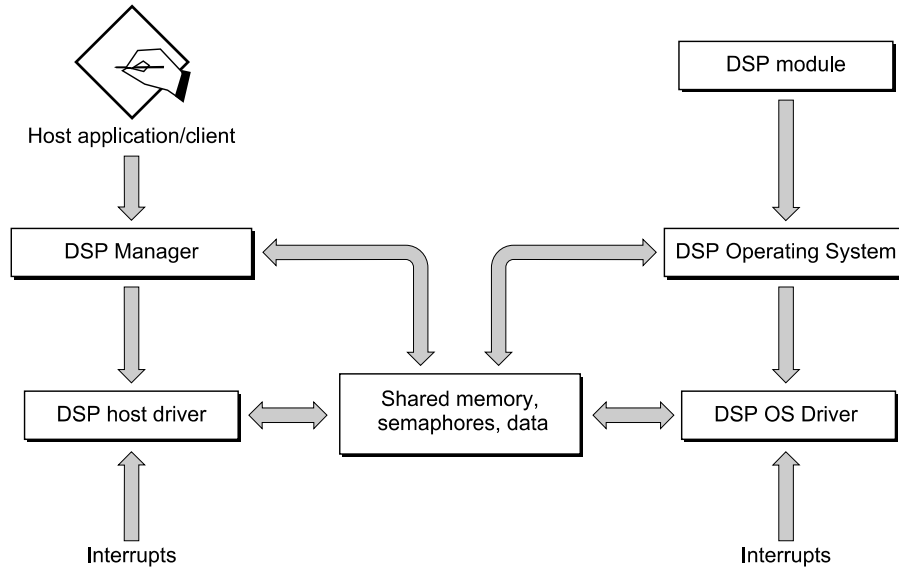 DSP module
Host application/client
DSP Manager
DSP Operating System
DSP host driver
Shared memory,
semaphores, data
DSP OS Driver
Interrupts
Interrupts